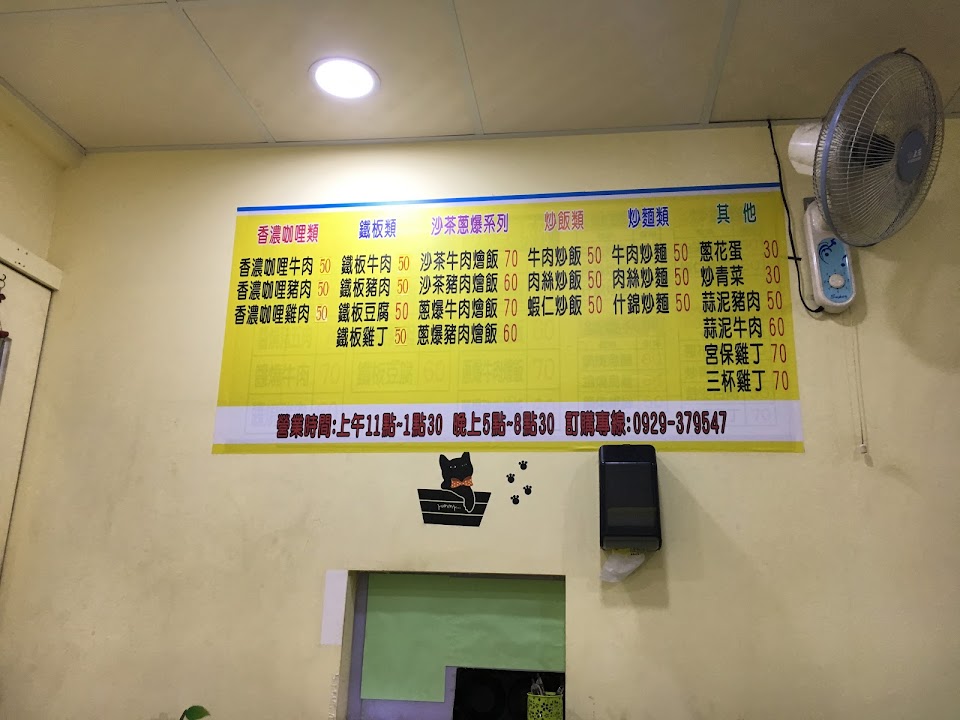 香濃咖哩類 鐵板類 沙茶蔥爆系列 炒飯類 炒麵類 其他
香濃咖哩牛肉 50 鐵板牛肉 50 沙茶牛肉燴飯 70 牛肉炒飯 50 牛肉炒麵 50 蔥花蛋 30
香濃咖哩豬肉 50 鐵板豬肉 50 沙茶豬肉燴飯 60 肉絲炒飯 50 肉絲炒麵 50 炒青菜 30
香濃咖哩雞肉 50 鐵板豆腐 50 蔥爆牛肉燴飯 70 蝦仁炒飯 50 什錦炒麵 50 蒜泥豬肉 50
鐵板雞丁 50 蔥爆豬肉燴飯 60 蒜泥牛肉 60
宮保雞丁 70
三杯雞丁 70
營業時間:上午11點~1點30 晚上5點~8點30 訂購專線:0929-379547